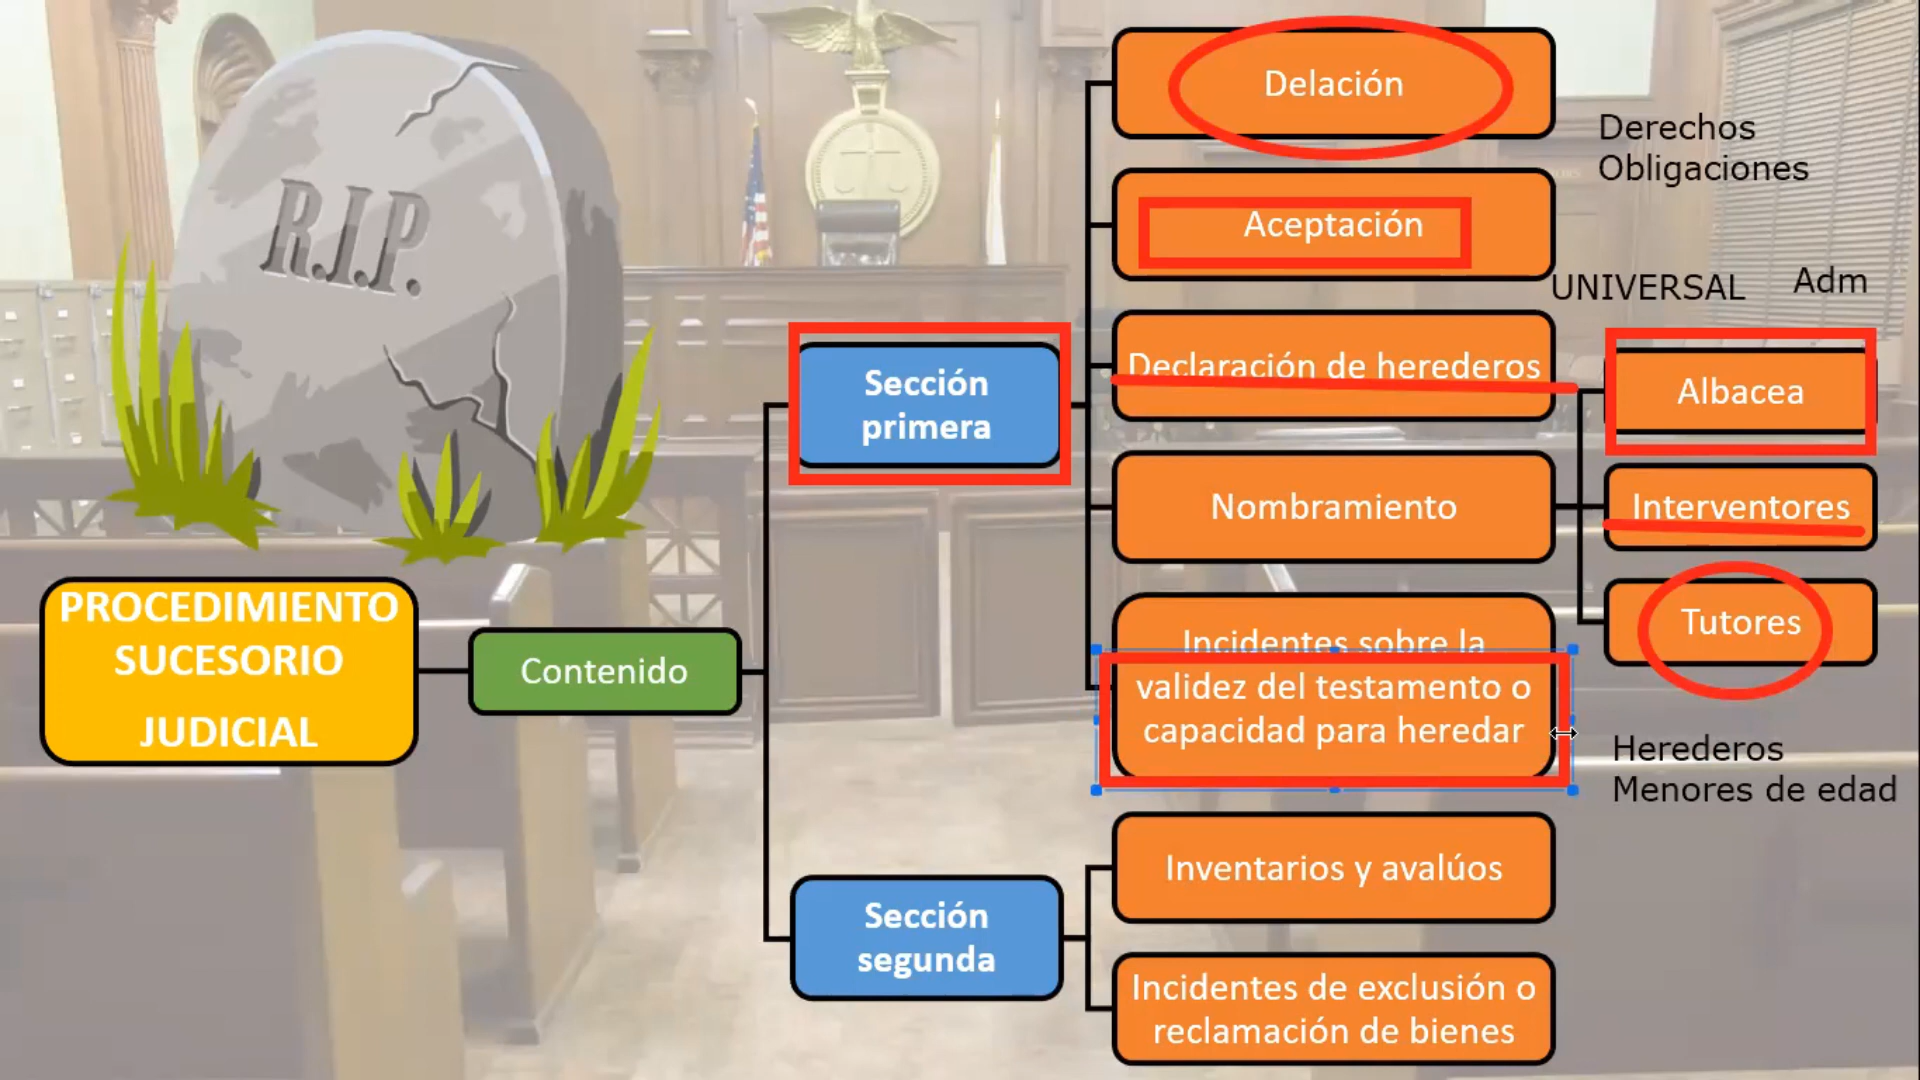 R.I.P.
PROCEDIMIENTO
SUCESORIO
JUDICIAL
Contenido
Sección
primera
Delación
Derechos
Obligaciones
Aceptación
UNIVERSAL
Adm
Declaración de herederos
Nombramiento
Albacea
Interventores
Tutores
Incidentes sobre la
validez del testamento o
capacidad para heredar
Herederos
Menores de edad
Sección
segunda
Inventarios y avalúos
Incidentes de exclusión o
reclamación de bienes